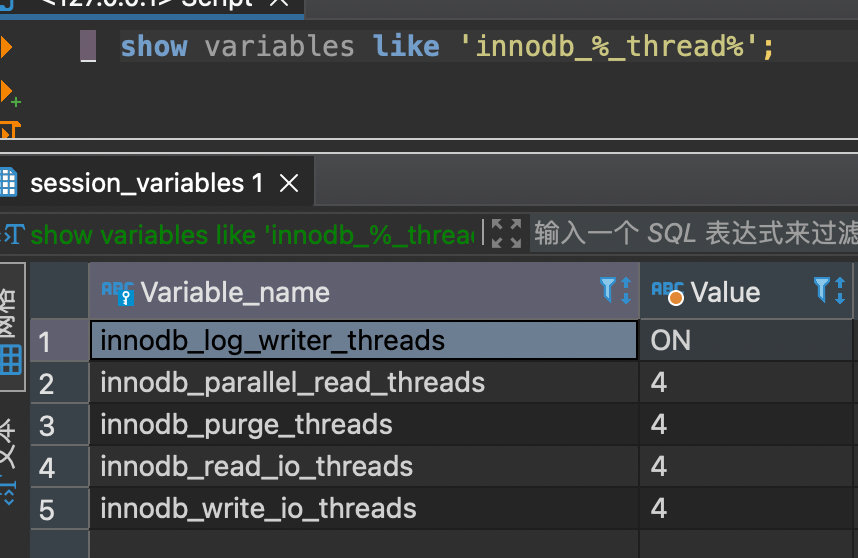 <127.0.0.1> Script
show variables like 'innodb_%_thread%';
session_variables 1
show variables like 'innodb_%_threa
输入一个 SQL 表达式来过滤
网格
文本
Variable_name Value
1 innodb_log_writer_threads ON
2 innodb_parallel_read_threads 4
3 innodb_purge_threads 4
4 innodb_read_io_threads 4
5 innodb_write_io_threads 4